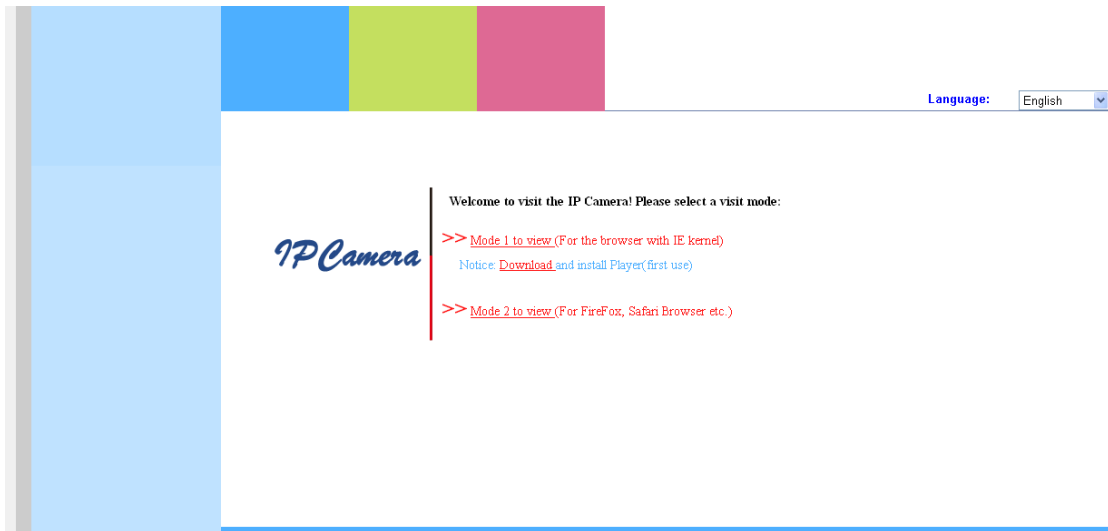 Language: English
Welcome to visit the IP Camera! Please select a visit mode:
IPCamera
>> Mode 1 to view (For the browser with IE kernel)
Notice: Download and install Player(first use)
>> Mode 2 to view (For FireFox, Safari Browser etc.)